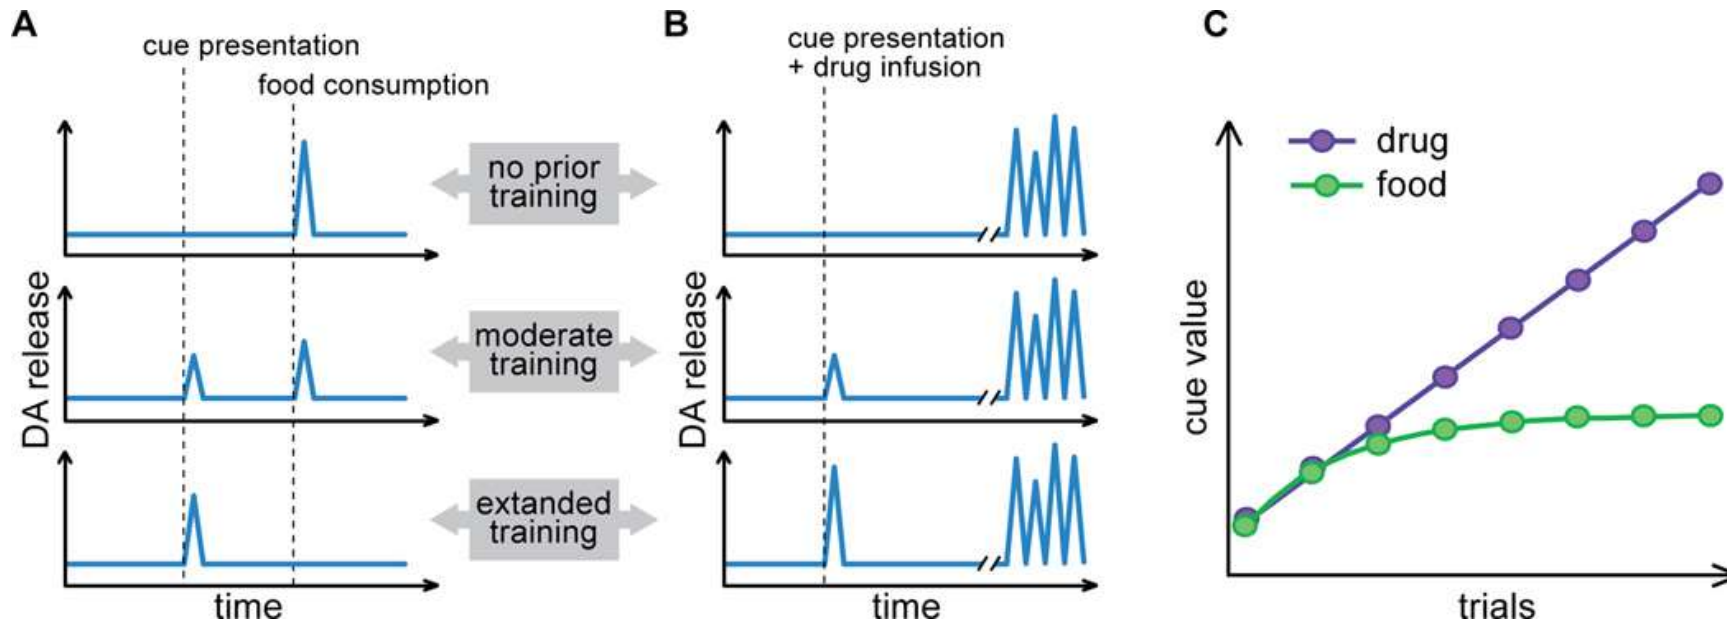 A
cue presentation
food consumption
DA release
time
no prior
training
moderate
training
extanded
training
B
cue presentation
+ drug infusion
DA release
time
C
drug
food
cue value
trials